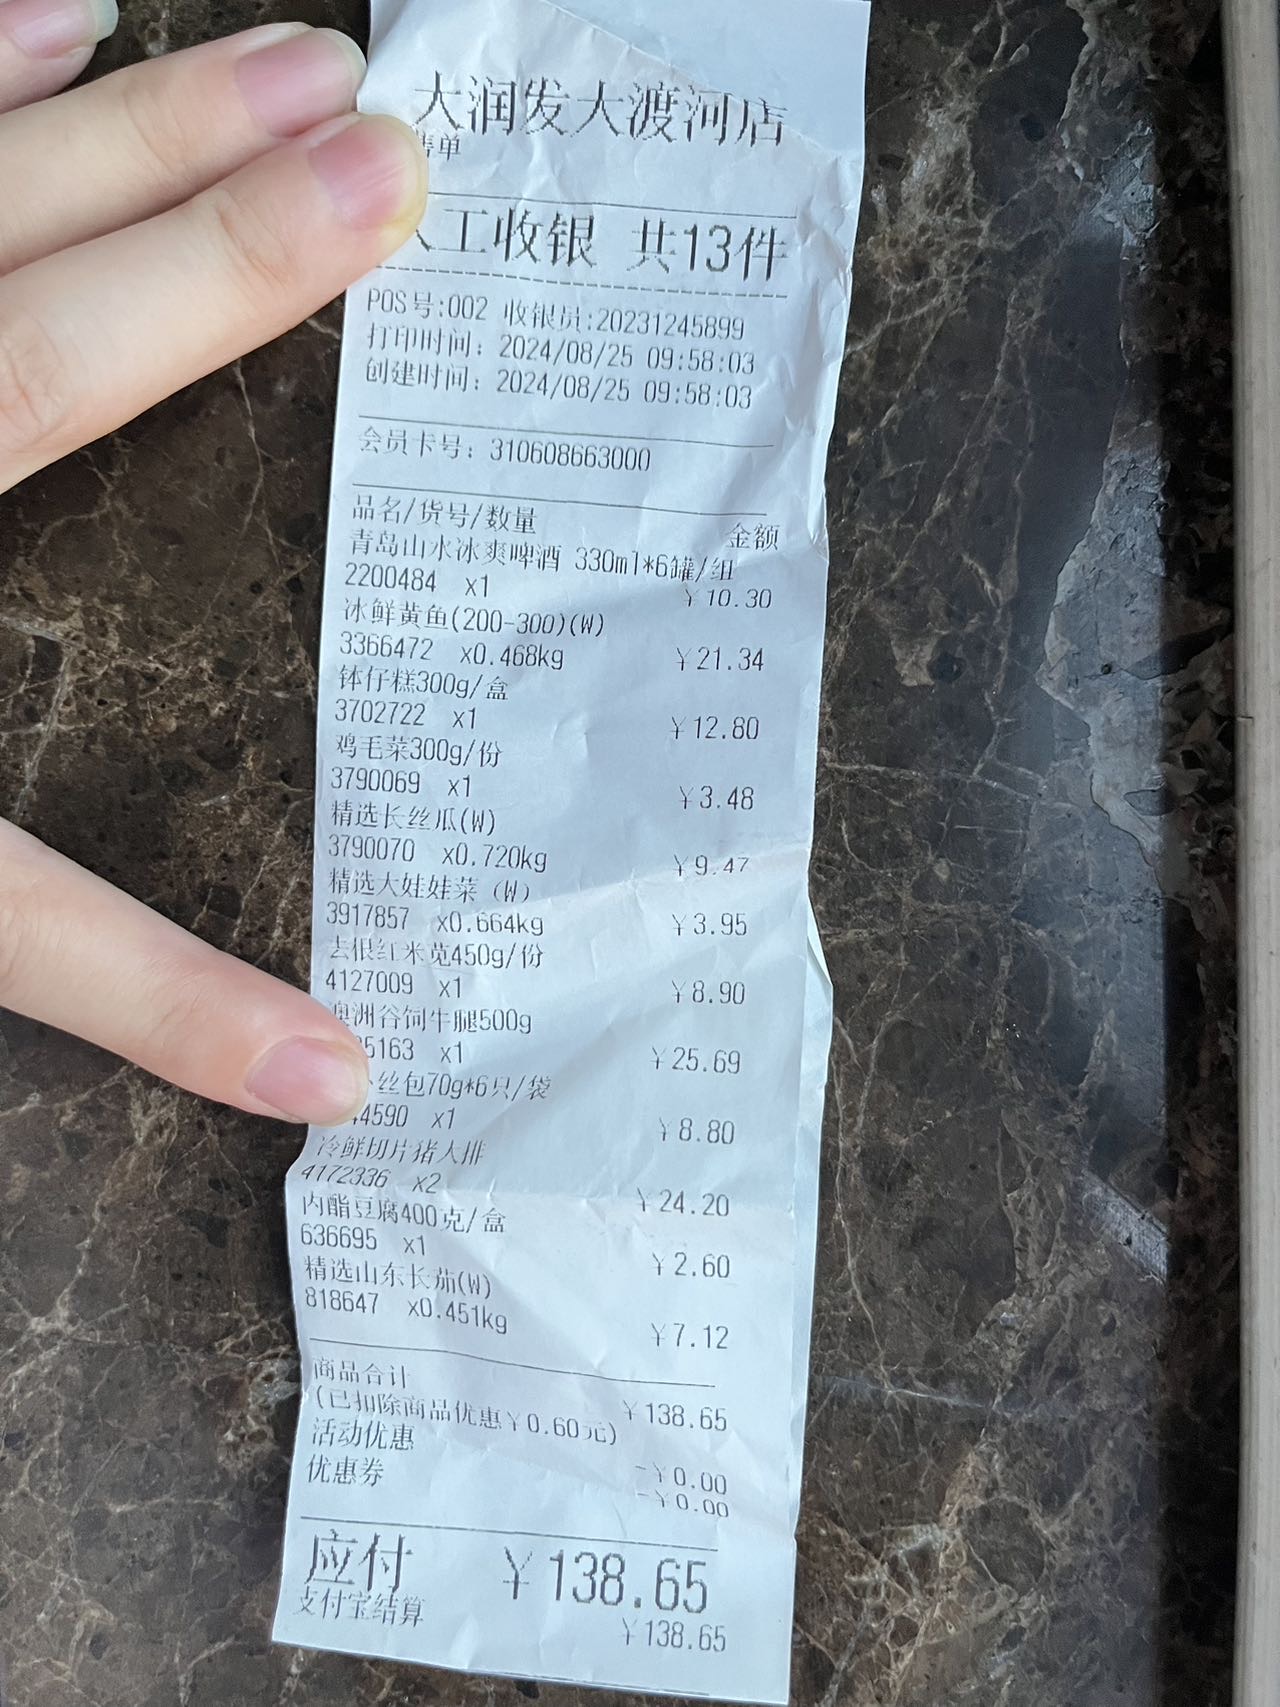 大润发大渡河店
清单
人工收银 共13件
POS号:002 收银员:20231245899
打印时间: 2024/08/25 09:58:03
创建时间: 2024/08/25 09:58:03
会员卡号: 310608663000
品名/货号/数量 金额
青岛山水冰爽啤酒 330ml*6罐/组
2200484 x1 ￥10.30
冰鲜黄鱼(200-300)(W)
3366472 x0.468kg ￥21.34
钵仔糕300g/盒
3702722 x1 ￥12.80
鸡毛菜300g/份
3790069 x1 ￥3.48
精选长丝瓜(W)
3790070 x0.720kg ￥9.47
精选大娃娃菜(W)
3917857 x0.664kg ￥3.95
去根红米苋450g/份
4127009 x1 ￥8.90
澳洲谷饲牛腿500g
5163 x1 ￥25.69
丝包70g*6只/袋
44590 x1 ￥8.80
冷鲜切片猪大排
4172336 x2 ￥24.20
内酯豆腐400克/盒
636695 x1 ￥2.60
精选山东长茄(W)
818647 x0.451kg ￥7.12
商品合计 ￥138.65
(已扣除商品优惠￥0.60元)
活动优惠 -￥0.00
优惠券 -￥0.00
应付 ￥138.65
支付宝结算 ￥138.65